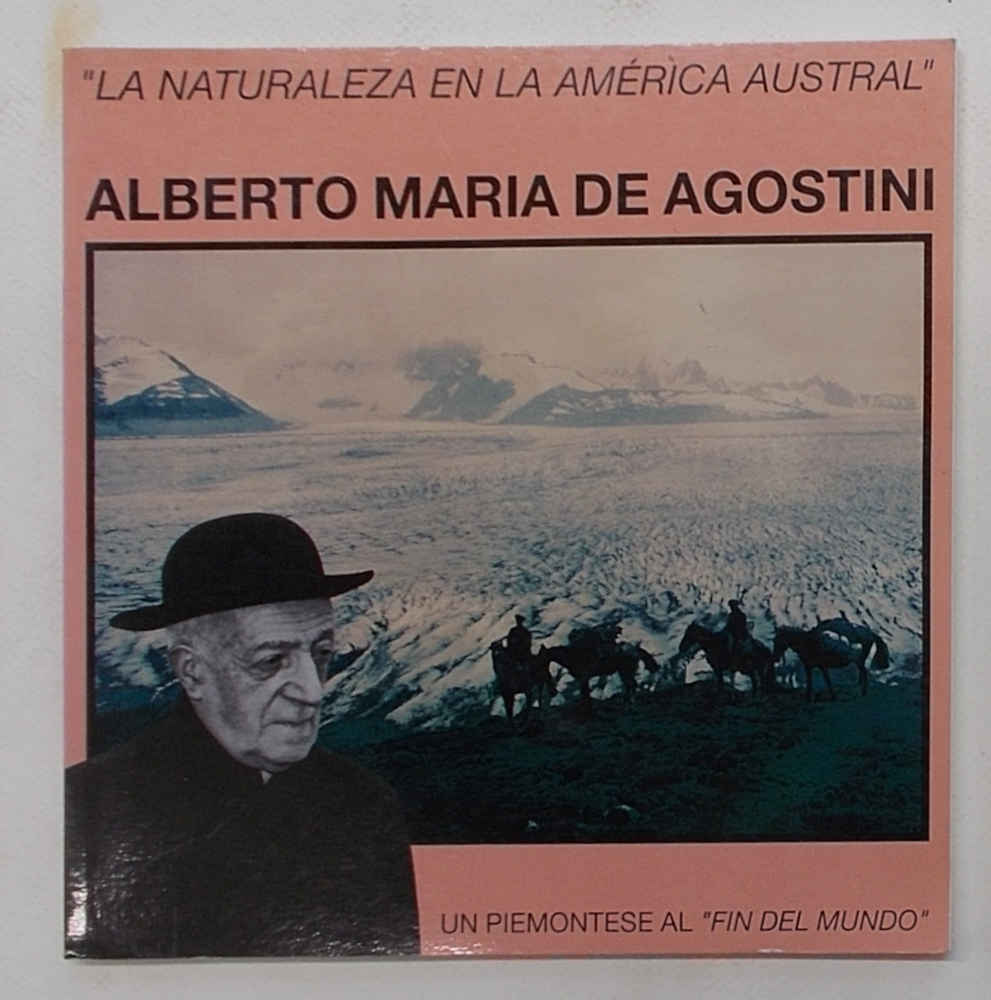 "LA NATURALEZA EN LA AMÉRICA AUSTRAL"
ALBERTO MARIA DE AGOSTINI
UN PIEMONTESE AL "FIN DEL MUNDO"